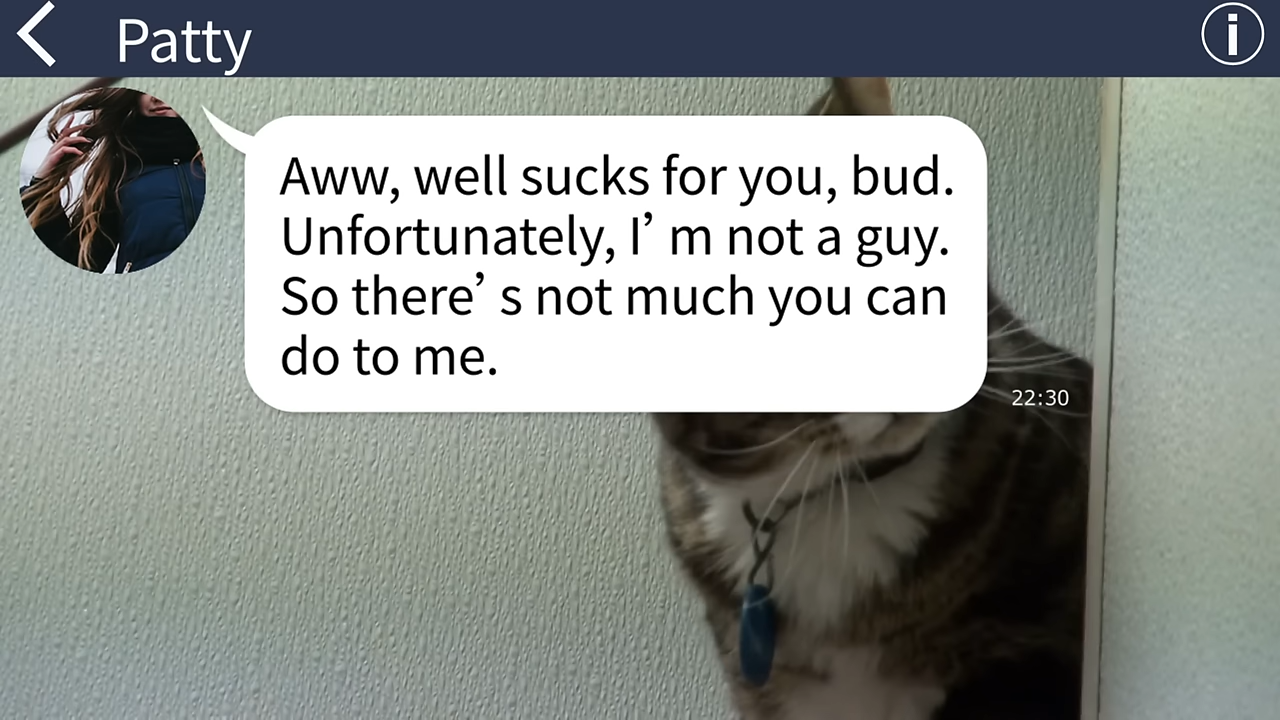 Patty
Aww, well sucks for you, bud.
Unfortunately, I’m not a guy.
So there’s not much you can
do to me.
22:30